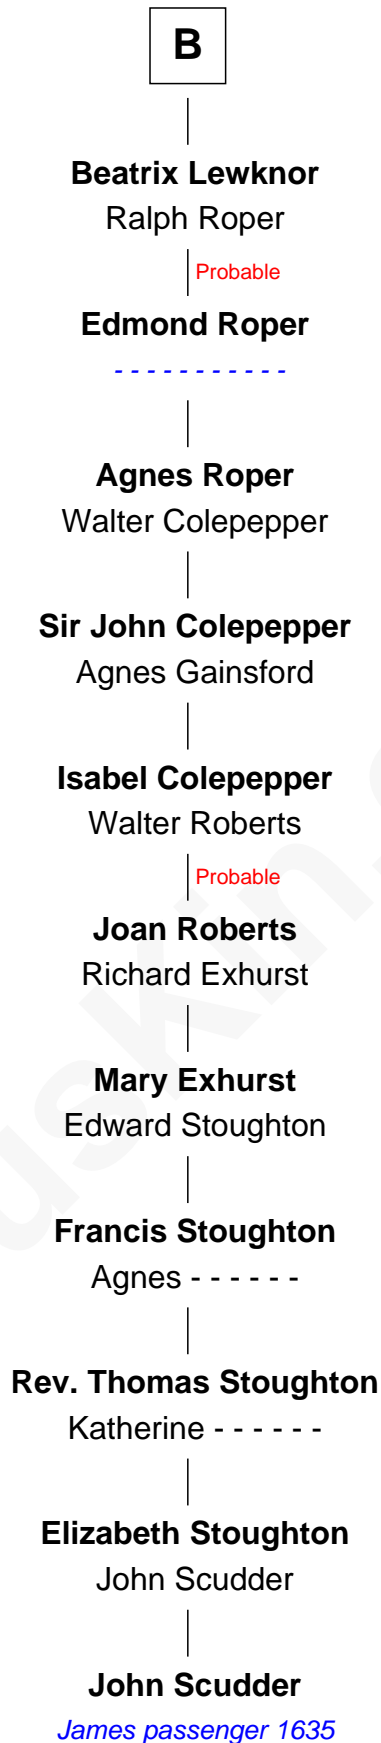 B
Beatrix Lewknor
Ralph Roper
Probable
Edmond Roper
- - - - - - - - - - -
Agnes Roper
Walter Colepepper
Sir John Colepepper
Agnes Gainsford
Isabel Colepepper
Walter Roberts
Probable
Joan Roberts
Richard Exhurst
Mary Exhurst
Edward Stoughton
Francis Stoughton
Agnes - - - - - -
Rev. Thomas Stoughton
Katherine - - - - - -
Elizabeth Stoughton
John Scudder
John Scudder
James passenger 1635